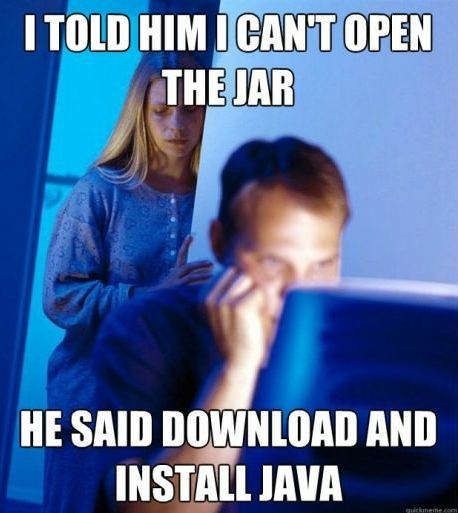 I TOLD HIM I CAN'T OPEN
THE JAR
HE SAID DOWNLOAD AND
INSTALL JAVA
quickmeme.com